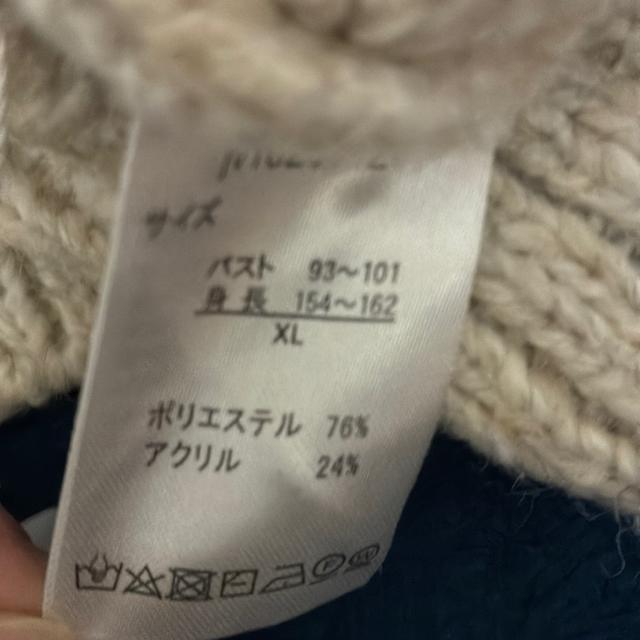 サイズ
バスト 93〜101
身長 154〜162
XL
ポリエステル 76%
アクリル 24%